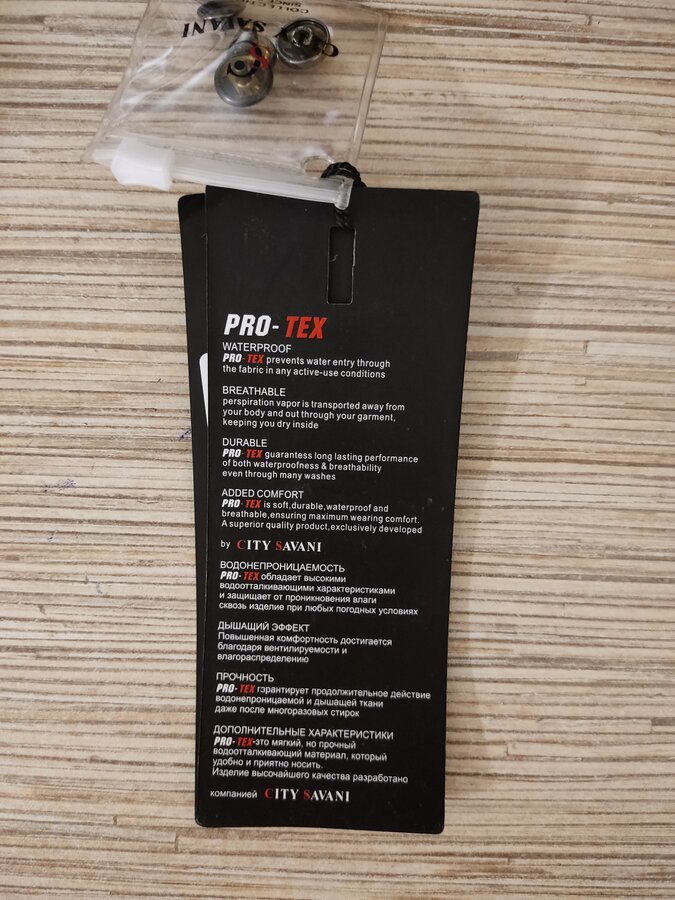 COLLECTION
SINCE
SAVANI
PRO-TEX
WATERPROOF
PRO-TEX prevents water entry through
the fabric in any active-use conditions
BREATHABLE
perspiration vapor is transported away from
your body and out through your garment,
keeping you dry inside
DURABLE
PRO-TEX guarantess long lasting performance
of both waterproofness & breathability
even through many washes
ADDED COMFORT
PRO-TEX is soft,durable,waterproof and
breathable,ensuring maximum wearing comfort.
A superior quality product,exclusively developed
by CITY SAVANI
ВОДОНЕПРОНИЦАЕМОСТЬ
PRO-TEX обладает высокими
водоотталкивающими характеристиками
и защищает от проникновения влаги
сквозь изделие при любых погодных условиях
ДЫШАЩИЙ ЭФФЕКТ
Повышенная комфортность достигается
благодаря вентилируемости и
влагораспределению
ПРОЧНОСТЬ
PRO-TEX гарантирует продолжительное действие
водонепроницаемой и дышащей ткани
даже после многоразовых стирок
ДОПОЛНИТЕЛЬНЫЕ ХАРАКТЕРИСТИКИ
PRO-TEX-это мягкий, но прочный
водоотталкивающий материал, который
удобно и приятно носить.
Изделие высочайшего качества разработано
компанией CITY SAVANI